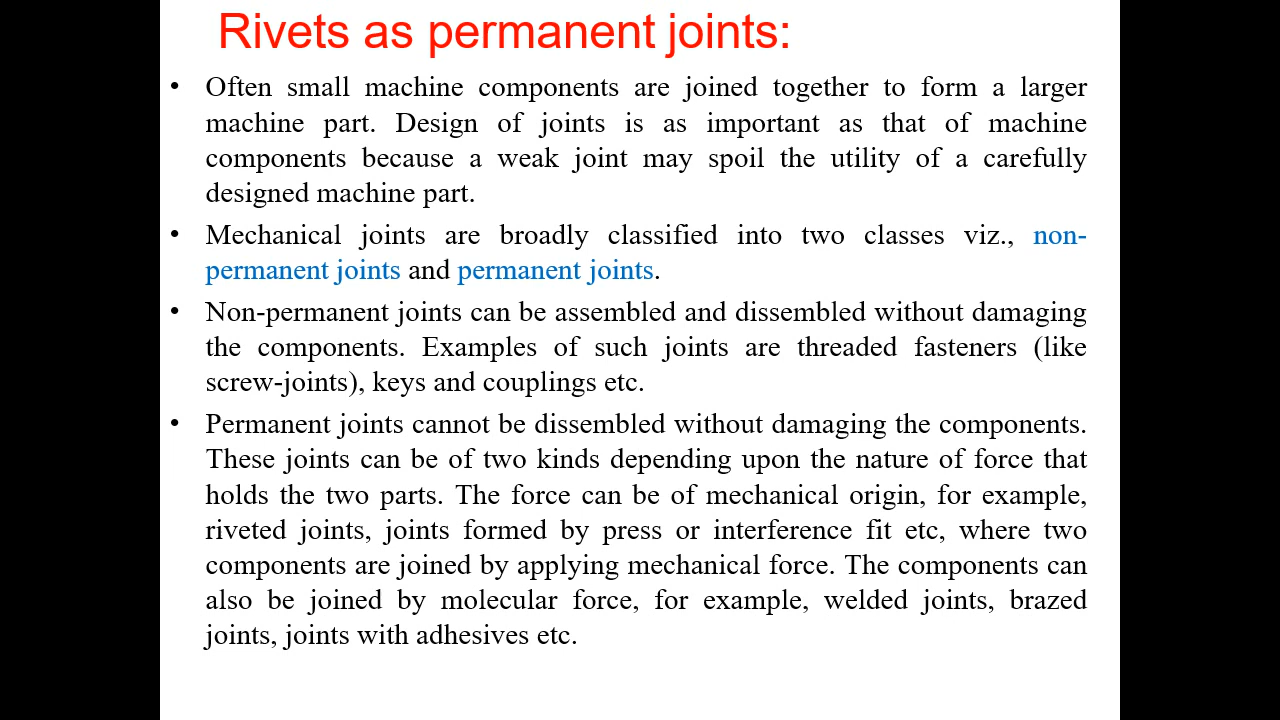 Rivets as permanent joints:
• Often small machine components are joined together to form a larger
machine part. Design of joints is as important as that of machine
components because a weak joint may spoil the utility of a carefully
designed machine part.
• Mechanical joints are broadly classified into two classes viz., non-
permanent joints and permanent joints.
• Non-permanent joints can be assembled and dissembled without damaging
the components. Examples of such joints are threaded fasteners (like
screw-joints), keys and couplings etc.
• Permanent joints cannot be dissembled without damaging the components.
These joints can be of two kinds depending upon the nature of force that
holds the two parts. The force can be of mechanical origin, for example,
riveted joints, joints formed by press or interference fit etc, where two
components are joined by applying mechanical force. The components can
also be joined by molecular force, for example, welded joints, brazed
joints, joints with adhesives etc.